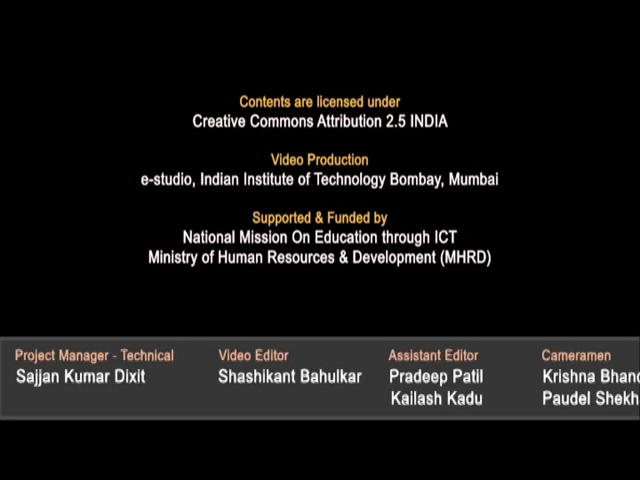 Contents are licensed under
Creative Commons Attribution 2.5 INDIA
Video Production
e-studio, Indian Institute of Technology Bombay, Mumbai
Supported & Funded by
National Mission On Education through ICT
Ministry of Human Resources & Development (MHRD)
Project Manager - Technical
Sajjan Kumar Dixit
Video Editor
Shashikant Bahulkar
Assistant Editor
Pradeep Patil
Kailash Kadu
Cameramen
Krishna
Paudel